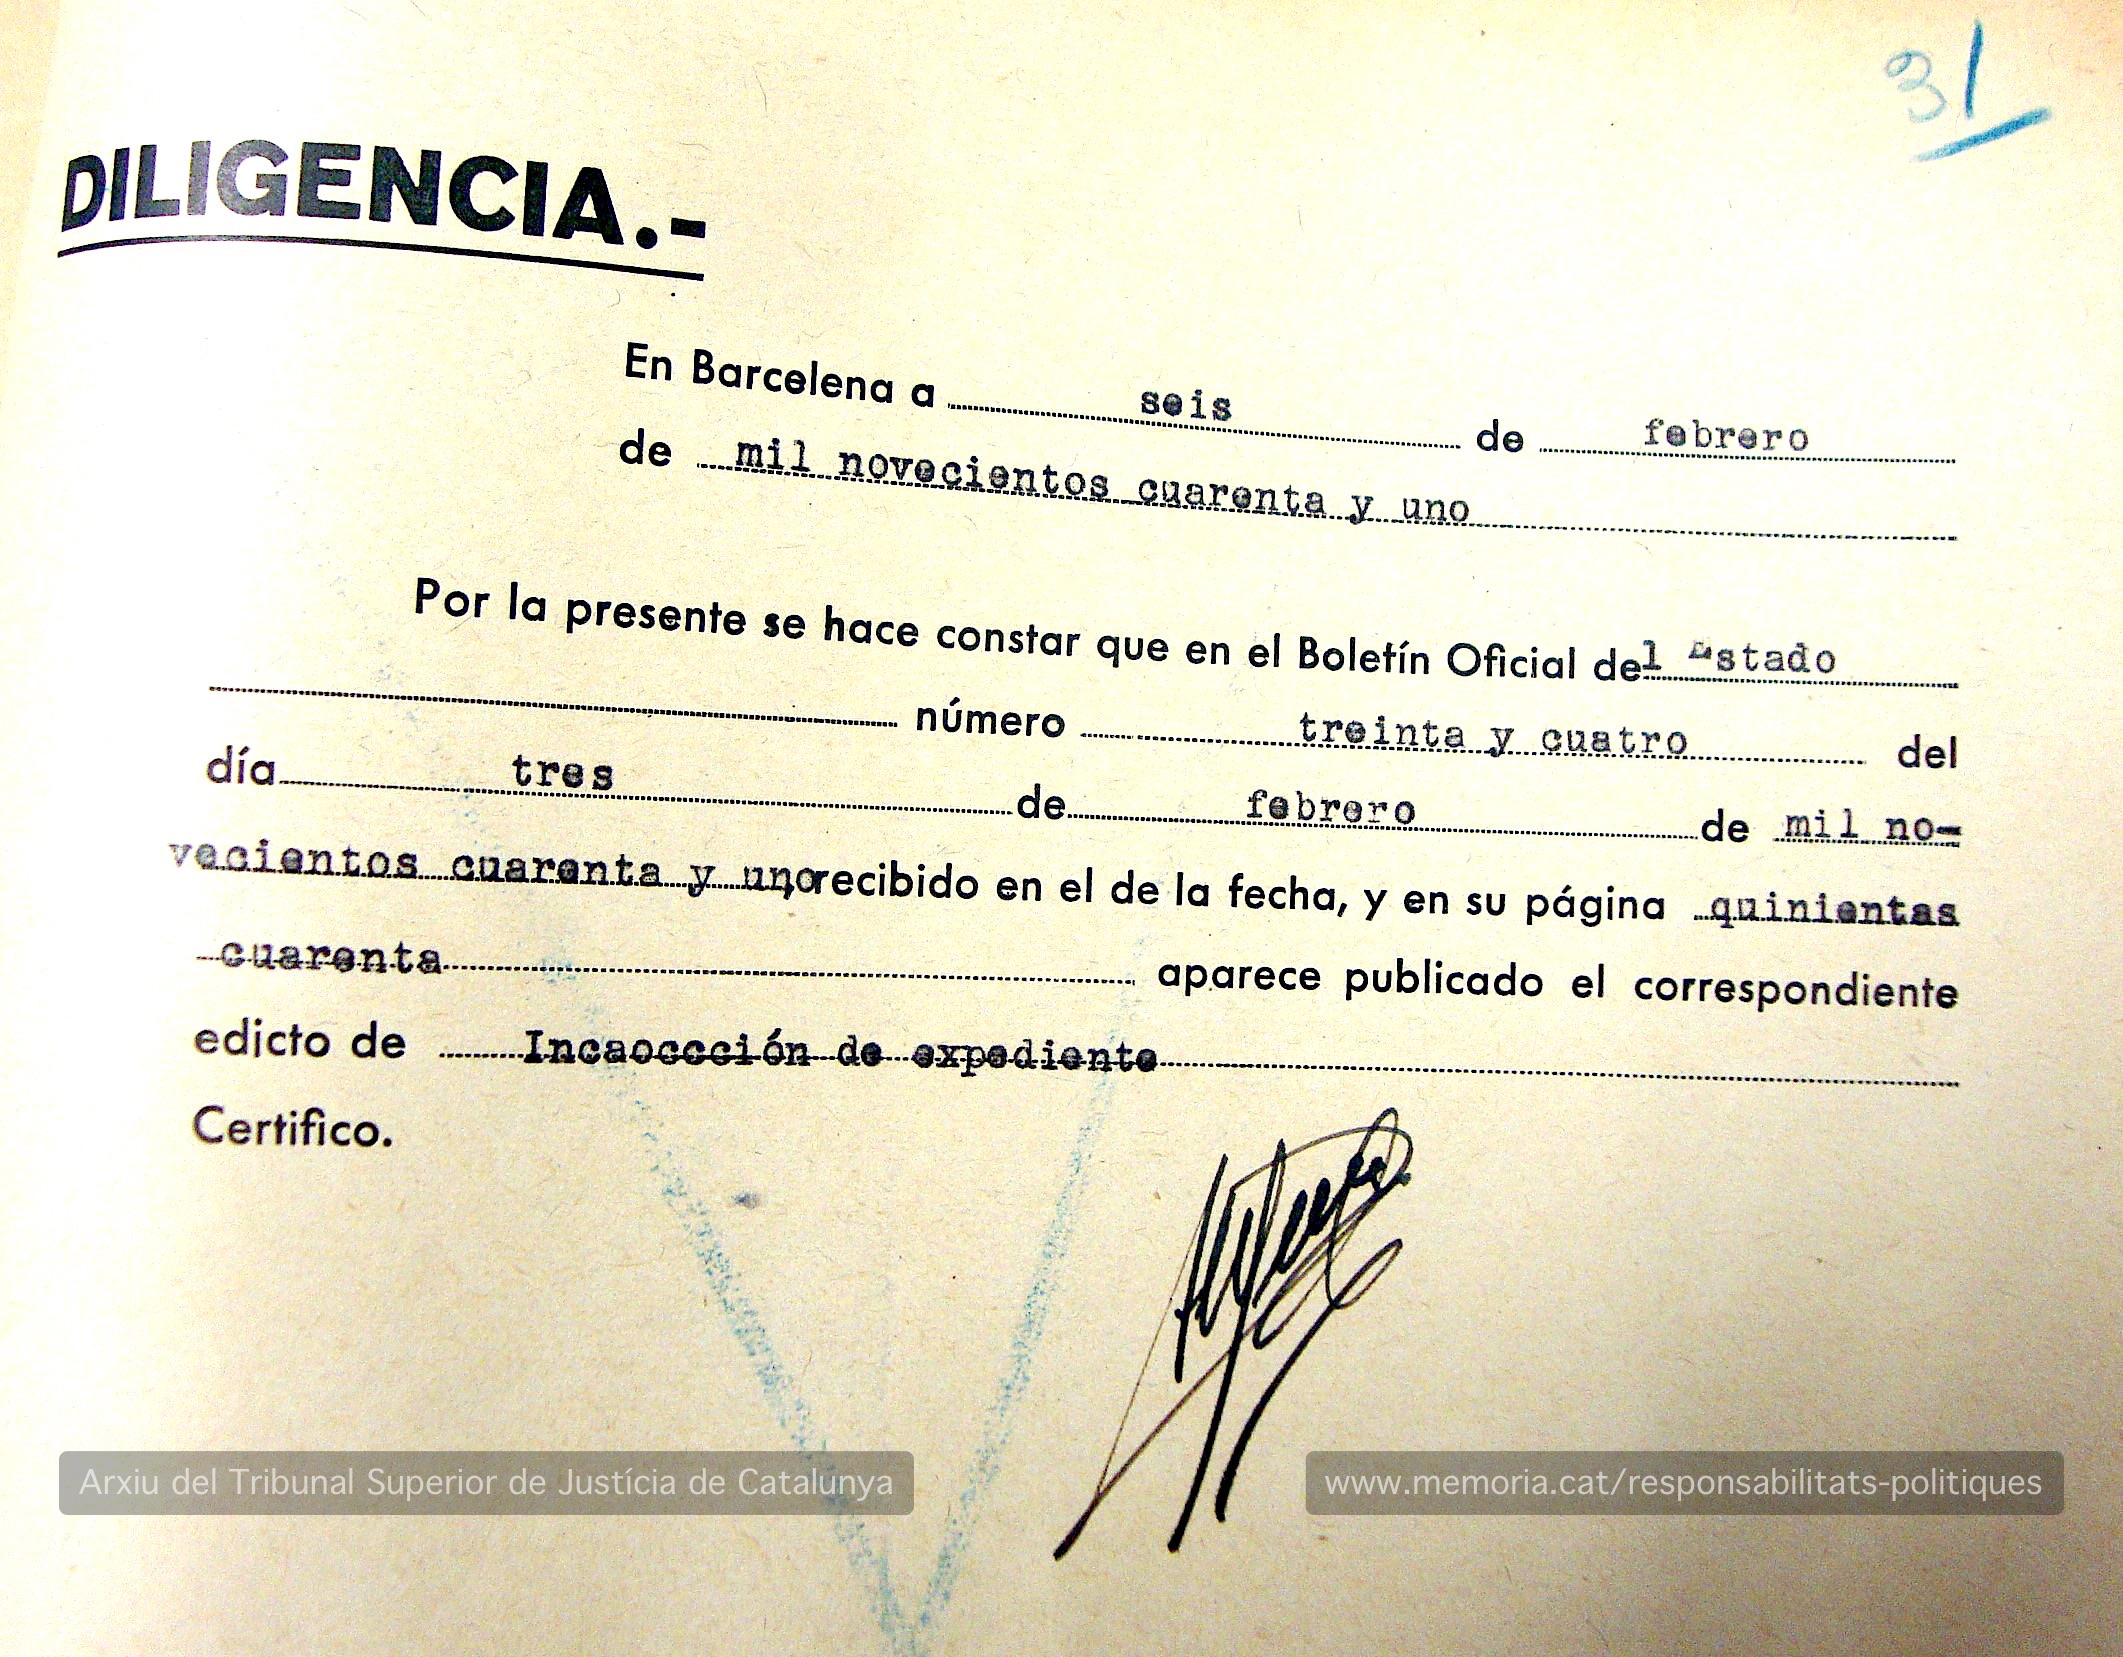 31
DILIGENCIA.-
En Barcelena a seis de febrero
de mil novecientos cuarenta y uno
Por la presente se hace constar que en el Boletín Oficial del Estado
número treinta y cuatro del
día tres de febrero de mil no-
vecientos cuarenta y uno, recibido en el de la fecha, y en su página quinientas
cuarenta aparece publicado el correspondiente
edicto de Incaoccción de expediente
Certifico.
Arxiu del Tribunal Superior de Justícia de Catalunya
www.memoria.cat/responsabilitats-politiques